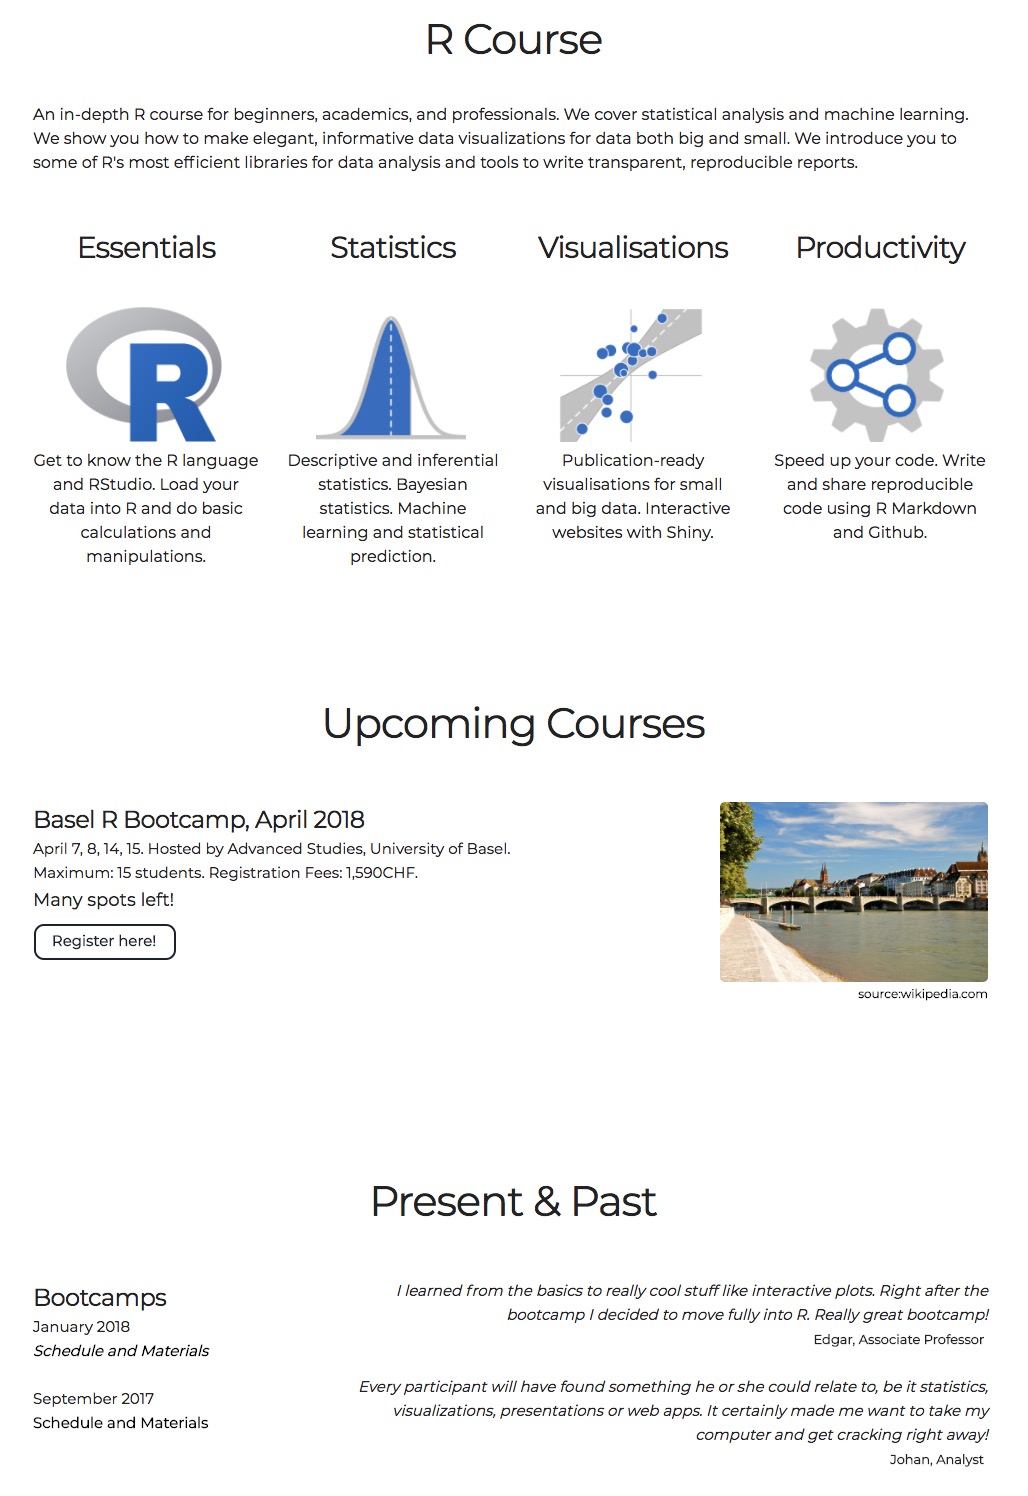 R Course
An in-depth R course for beginners, academics, and professionals. We cover statistical analysis and machine learning.
We show you how to make elegant, informative data visualizations for data both big and small. We introduce you to
some of R's most efficient libraries for data analysis and tools to write transparent, reproducible reports.
Essentials
R
Get to know the R language
and RStudio. Load your
data into R and do basic
calculations and
manipulations.
Statistics
Descriptive and inferential
statistics. Bayesian
statistics. Machine
learning and statistical
prediction.
Visualisations
Publication-ready
visualisations for small
and big data. Interactive
websites with Shiny.
Productivity
Speed up your code. Write
and share reproducible
code using R Markdown
and Github.
Upcoming Courses
Basel R Bootcamp, April 2018
April 7, 8, 14, 15. Hosted by Advanced Studies, University of Basel.
Maximum: 15 students. Registration Fees: 1,590CHF.
Many spots left!
Register here!
source:wikipedia.com
Present & Past
Bootcamps
January 2018
Schedule and Materials
September 2017
Schedule and Materials
I learned from the basics to really cool stuff like interactive plots. Right after the
bootcamp I decided to move fully into R. Really great bootcamp!
Edgar, Associate Professor
Every participant will have found something he or she could relate to, be it statistics,
visualizations, presentations or web apps. It certainly made me want to take my
computer and get cracking right away!
Johan, Analyst